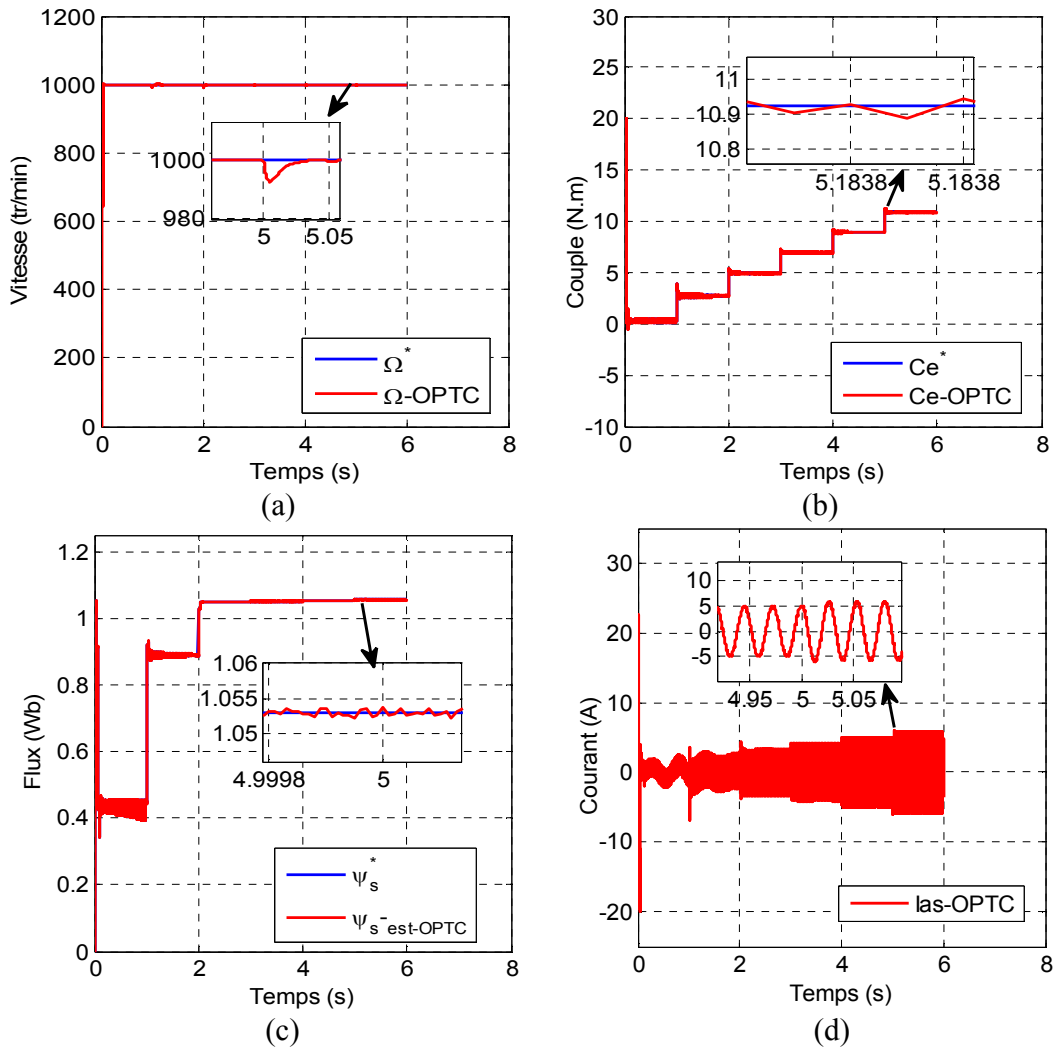 1200
1000
800
600
400
200
0
0 2 4 6 8
Vitesse (tr/min)
Temps (s)
1000
980
5 5.05
Ω*
Ω-OPTC
(a)
30
25
20
15
10
5
0
-5
-10
0 2 4 6 8
Couple (N.m)
Temps (s)
11
10.9
10.8
5.1838 5.1838
Ce*
Ce-OPTC
(b)
1.2
1
0.8
0.6
0.4
0.2
0
0 2 4 6 8
Flux (Wb)
Temps (s)
1.06
1.055
1.05
4.9998 5
ψs*
ψs-est-OPTC
(c)
30
20
10
0
-10
-20
0 2 4 6 8
Courant (A)
Temps (s)
10
5
0
-5
4.95 5 5.05
Ias-OPTC
(d)